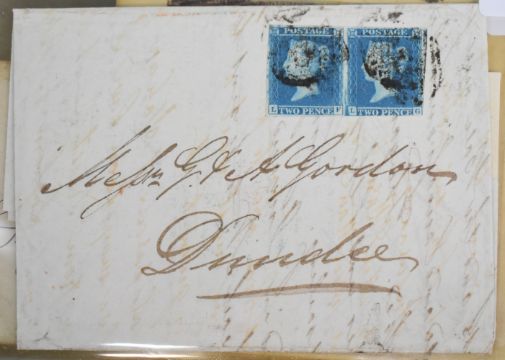 POSTAGE POSTAGE
L TWO PENCE F L TWO PENCE G
Messrs G & A Gordon
Dundee